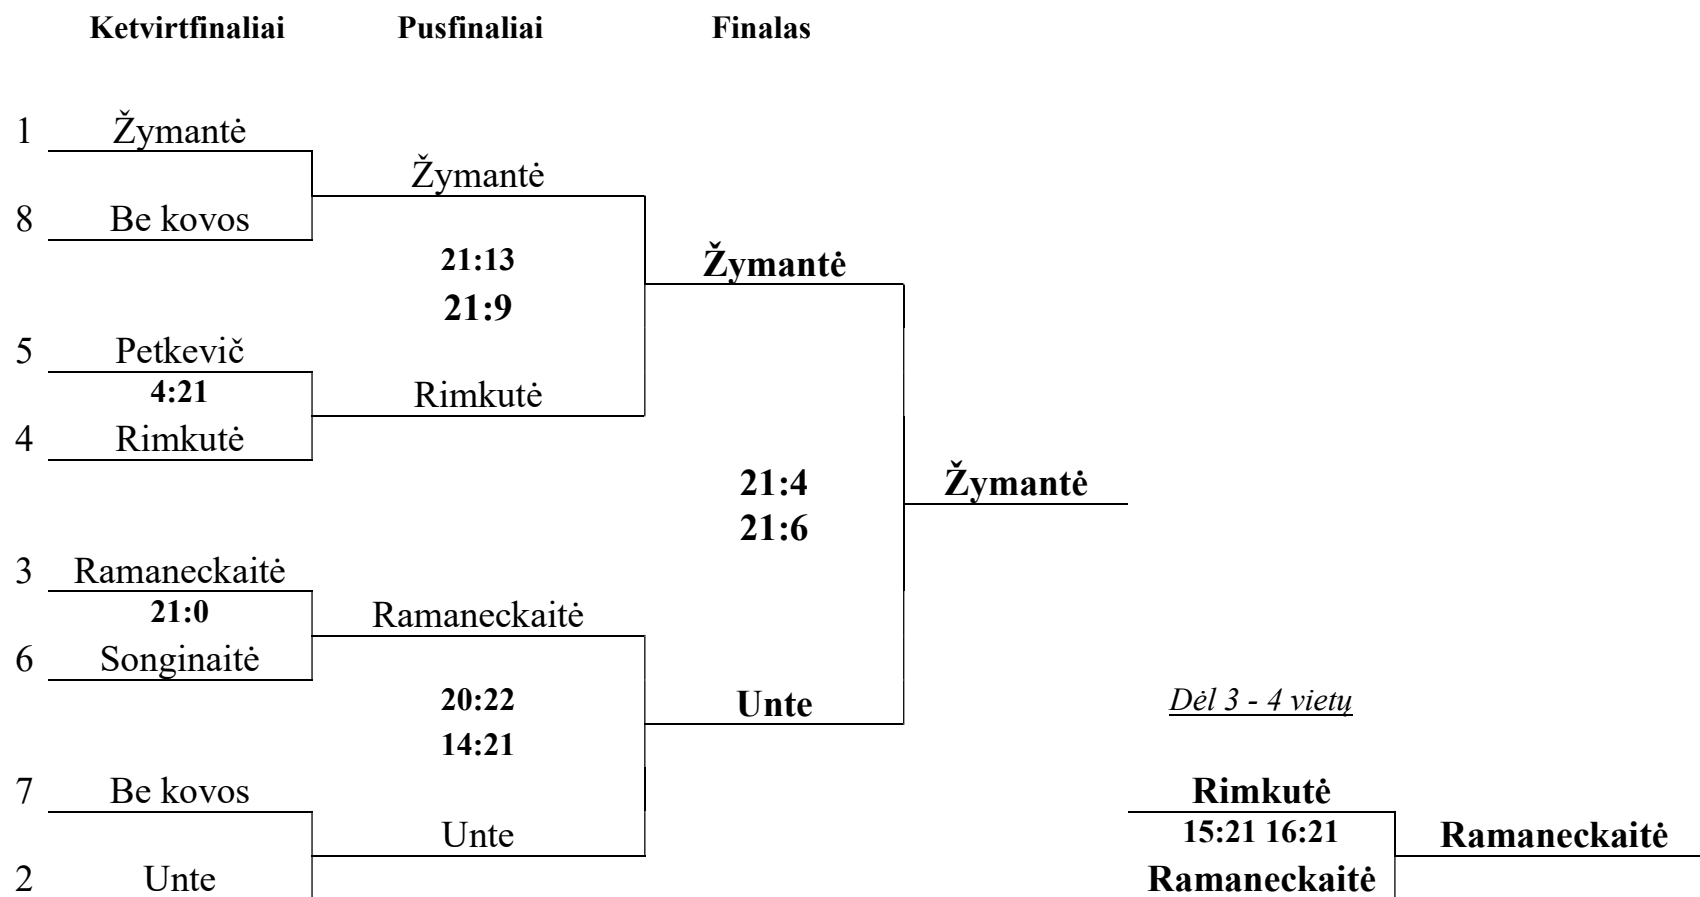 Ketvirtfinaliai Pusfinaliai Finalas
1 Žymantė
Žymantė
8 Be kovos
21:13 Žymantė
21:9
5 Petkevič
4:21 Rimkutė
4 Rimkutė
21:4 Žymantė
21:6
3 Ramaneckaitė
21:0 Ramaneckaitė
6 Songinaitė
20:22 Unte Dėl 3 - 4 vietų
14:21
7 Be kovos Rimkutė
Unte 15:21 16:21 Ramaneckaitė
2 Unte Ramaneckaitė